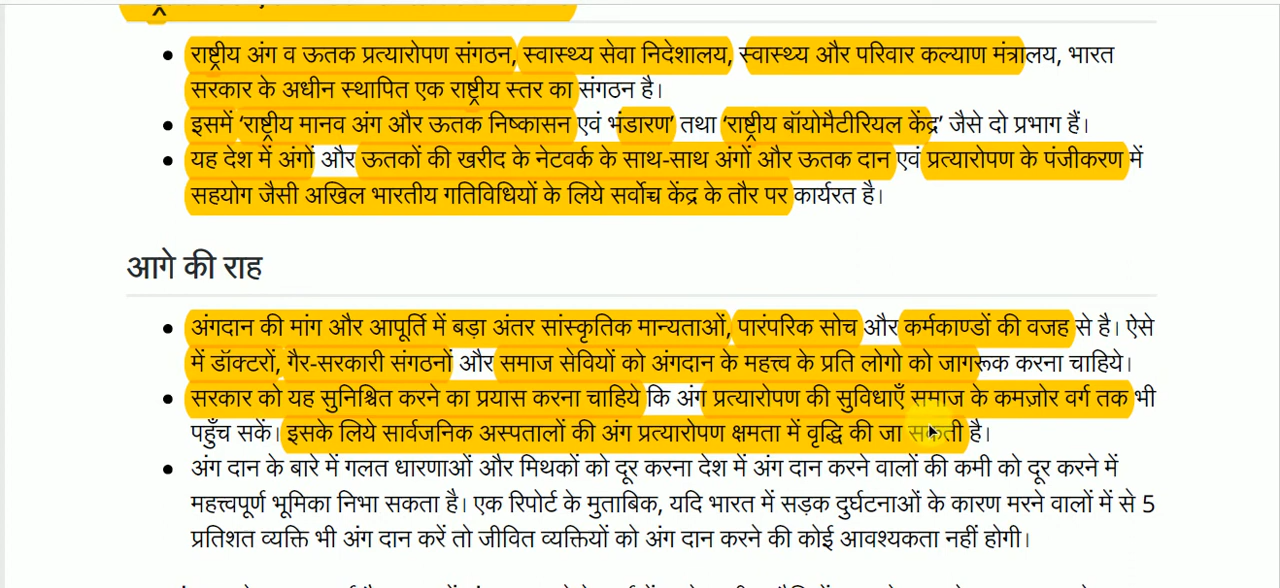 राष्ट्रीय अंग व ऊतक प्रत्यारोपण संगठन, स्वास्थ्य सेवा निदेशालय, स्वास्थ्य और परिवार कल्याण मंत्रालय, भारत
सरकार के अधीन स्थापित एक राष्ट्रीय स्तर का संगठन है।
इसमें ‘राष्ट्रीय मानव अंग और ऊतक निष्कासन एवं भंडारण’ तथा ‘राष्ट्रीय बॉयोमैटीरियल केंद्र’ जैसे दो प्रभाग हैं।
यह देश में अंगों और ऊतकों की खरीद के नेटवर्क के साथ-साथ अंगों और ऊतक दान एवं प्रत्यारोपण के पंजीकरण में
सहयोग जैसी अखिल भारतीय गतिविधियों के लिये सर्वोच्च केंद्र के तौर पर कार्यरत है।
आगे की राह
अंगदान की मांग और आपूर्ति में बड़ा अंतर सांस्कृतिक मान्यताओं, पारंपरिक सोच और कर्मकाण्डों की वजह से है। ऐसे
में डॉक्टरों, गैर-सरकारी संगठनों और समाज सेवियों को अंगदान के महत्त्व के प्रति लोगो को जागरूक करना चाहिये।
सरकार को यह सुनिश्चित करने का प्रयास करना चाहिये कि अंग प्रत्यारोपण की सुविधाएँ समाज के कमज़ोर वर्ग तक भी
पहुँच सकें। इसके लिये सार्वजनिक अस्पतालों की अंग प्रत्यारोपण क्षमता में वृद्धि की जा सकती है।
अंग दान के बारे में गलत धारणाओं और मिथकों को दूर करना देश में अंग दान करने वालों की कमी को दूर करने में
महत्त्वपूर्ण भूमिका निभा सकता है। एक रिपोर्ट के मुताबिक, यदि भारत में सड़क दुर्घटनाओं के कारण मरने वालों में से 5
प्रतिशत व्यक्ति भी अंग दान करें तो जीवित व्यक्तियों को अंग दान करने की कोई आवश्यकता नहीं होगी।